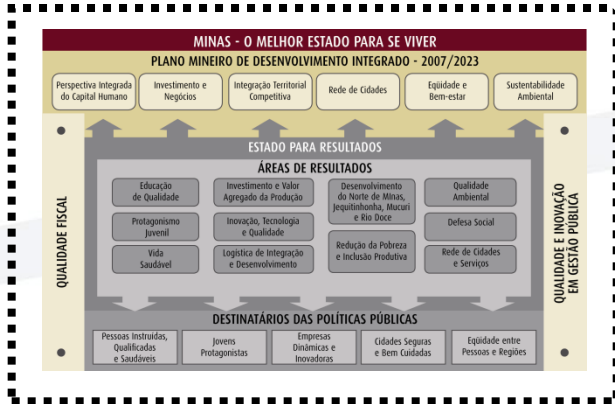 MINAS - O MELHOR ESTADO PARA SE VIVER
PLANO MINEIRO DE DESENVOLVIMENTO INTEGRADO - 2007/2023
Perspectiva Integrada
do Capital Humano
Investimento e
Negócios
Integração Territorial
Competitiva
Rede de Cidades
Eqüidade e
Bem-estar
Sustentabilidade
Ambiental
QUALIDADE FISCAL
ESTADO PARA RESULTADOS
ÁREAS DE RESULTADOS
Educação
de Qualidade
Investimento e Valor
Agregado da Produção
Desenvolvimento
do Norte de Minas,
Jequitinhonha, Mucuri
e Rio Doce
Qualidade
Ambiental
Protagonismo
Juvenil
Inovação, Tecnologia
e Qualidade
Defesa Social
Vida
Saudável
Logística de Integração
e Desenvolvimento
Redução da Pobreza
e Inclusão Produtiva
Rede de Cidades
e Serviços
QUALIDADE E INOVAÇÃO
EM GESTÃO PÚBLICA
DESTINATÁRIOS DAS POLÍTICAS PÚBLICAS
Pessoas Instruídas,
Qualificadas
e Saudáveis
Jovens
Protagonistas
Empresas
Dinâmicas e
Inovadoras
Cidades Seguras
e Bem Cuidadas
Eqüidade entre
Pessoas e Regiões